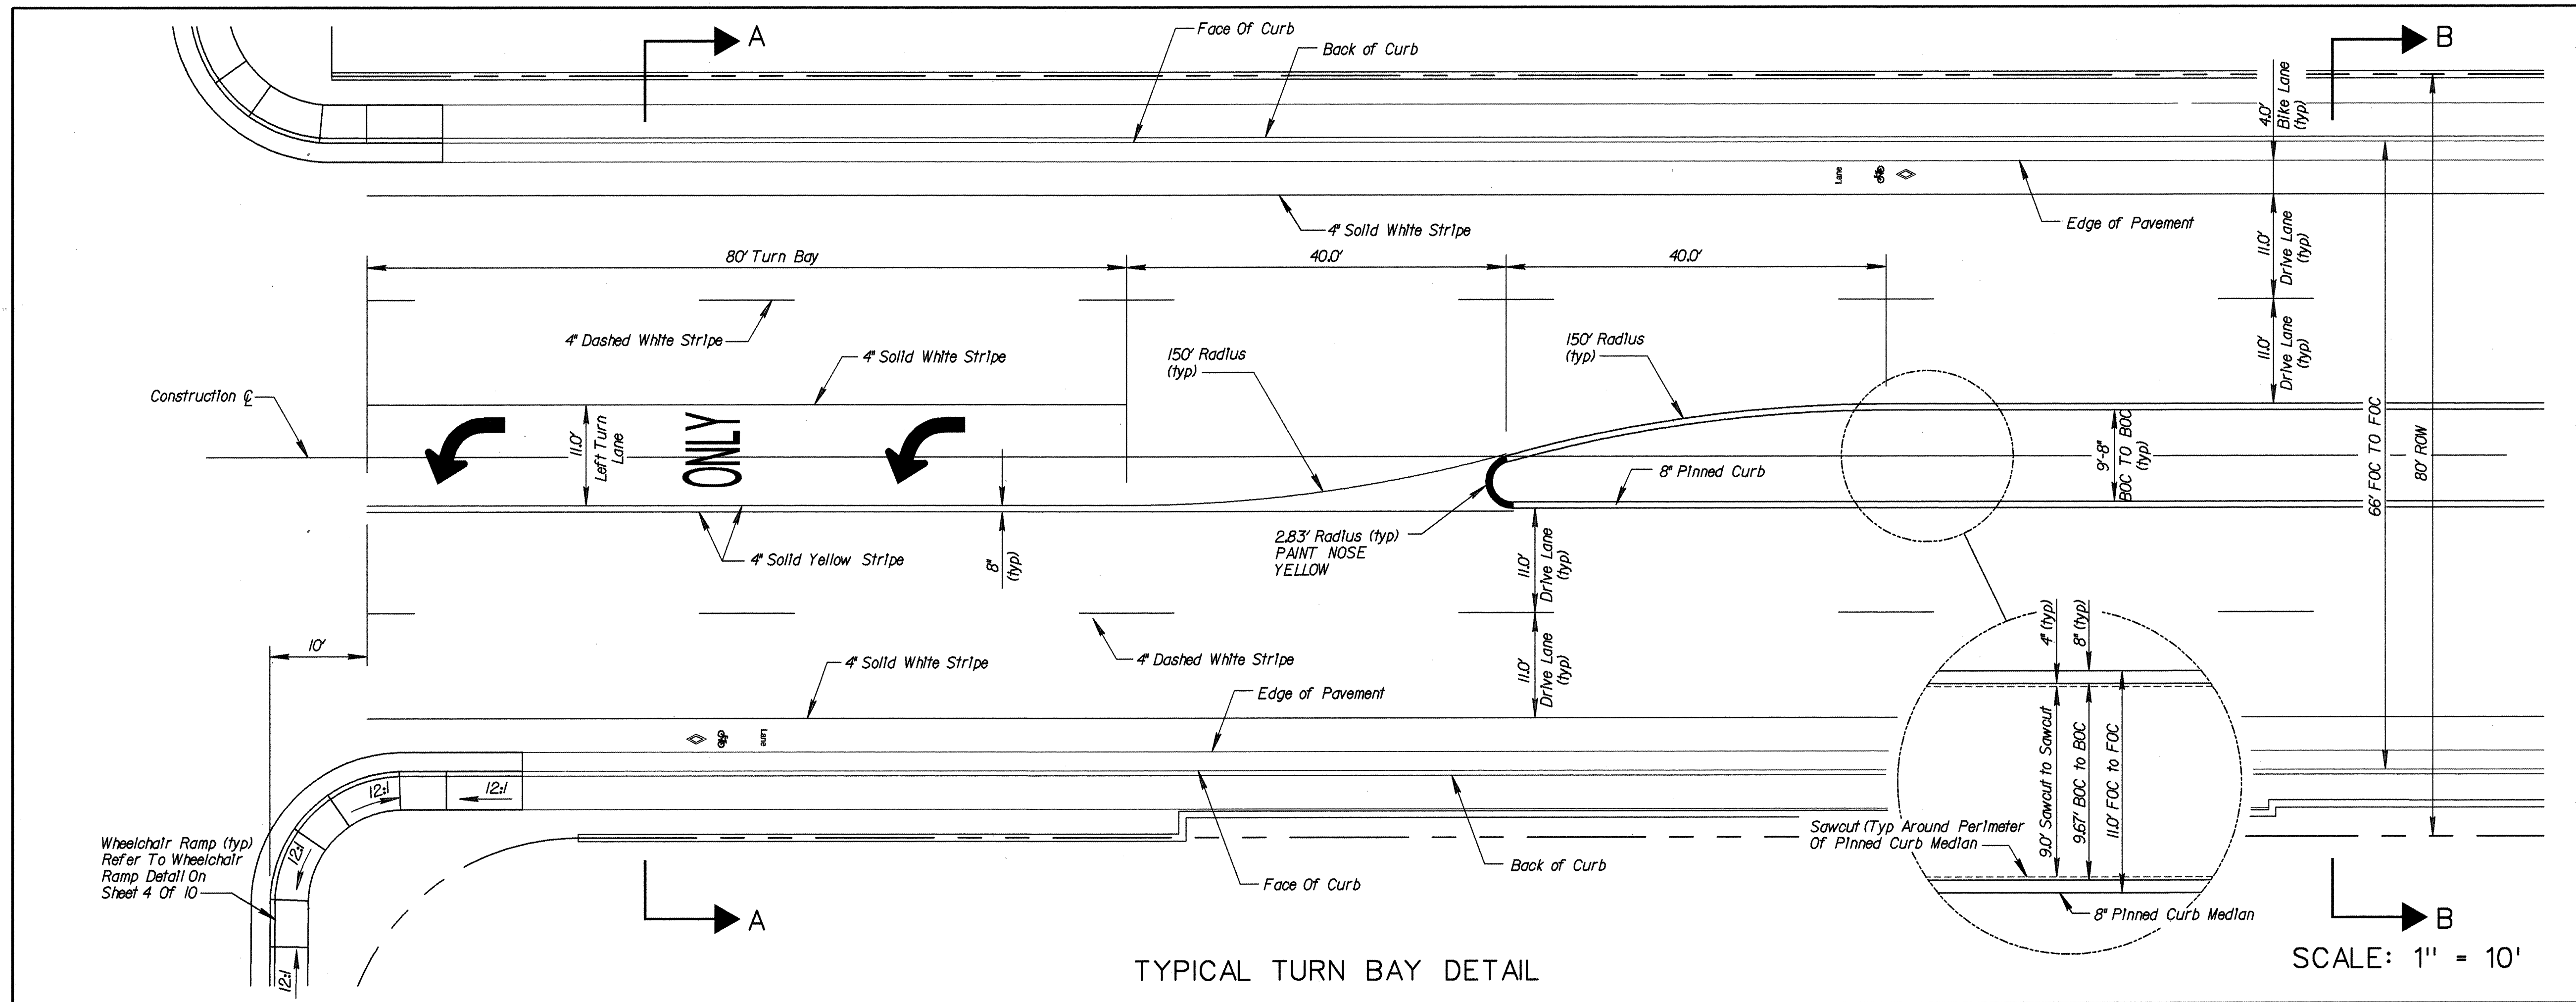 A
Face Of Curb
Back of Curb
B
4.0'
Bike Lane
(typ)
Lane
Edge of Pavement
4" Solid White Stripe
80' Turn Bay
40.0'
40.0'
11.0'
Drive Lane
(typ)
11.0'
Drive Lane
(typ)
4" Dashed White Stripe
4" Solid White Stripe
150' Radius
(typ)
150' Radius
(typ)
Construction ℄
11.0'
Left Turn
Lane
ONLY
9'-8"
BOC TO BOC
(typ)
66' FOC TO FOC
80' ROW
8" Pinned Curb
4" Solid Yellow Stripe
8"
(typ)
2.83' Radius (typ)
PAINT NOSE
YELLOW
11.0'
Drive Lane
(typ)
11.0'
Drive Lane
(typ)
10'
4" Solid White Stripe
4" Dashed White Stripe
Edge of Pavement
Lane
4" (typ)
8" (typ)
9.0' Sawcut to Sawcut
9.67' BOC to BOC
11.0' FOC to FOC
12:1
12:1
12:1
12:1
Wheelchair Ramp (typ)
Refer To Wheelchair
Ramp Detail On
Sheet 4 Of 10
Sawcut (Typ Around Perimeter
Of Pinned Curb Median
Back of Curb
Face Of Curb
8" Pinned Curb Median
A
B
TYPICAL TURN BAY DETAIL
SCALE: 1" = 10'